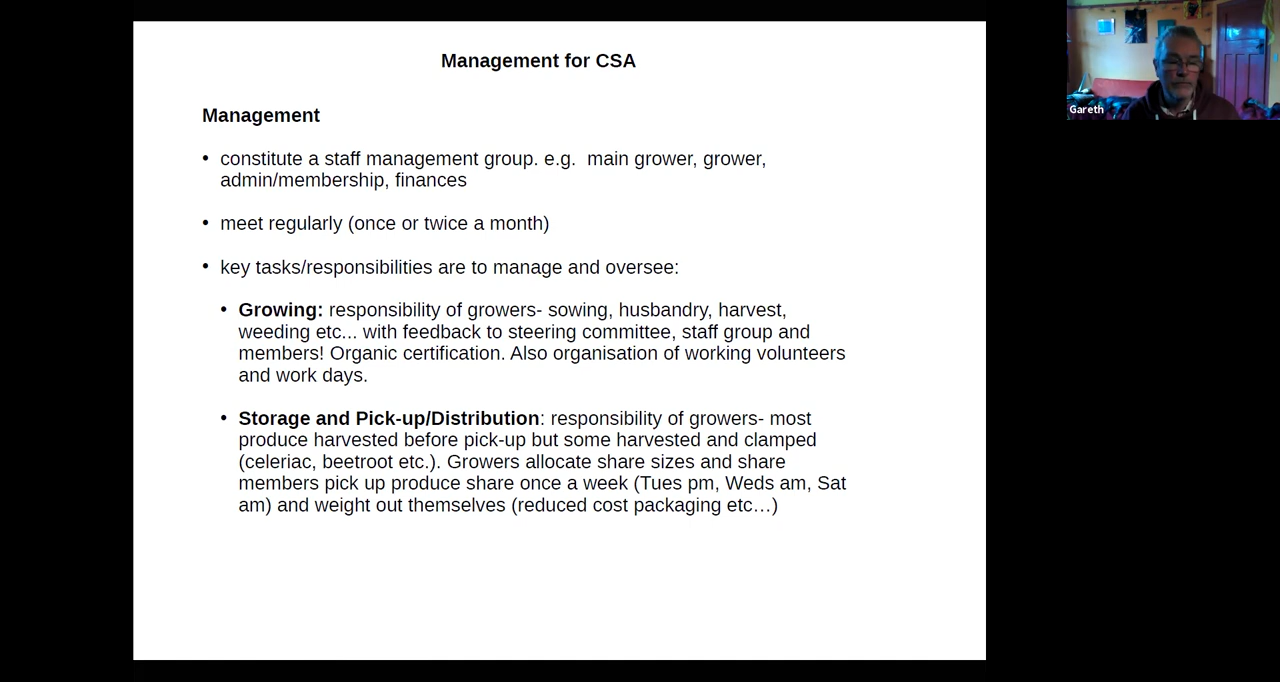 Management for CSA
Management
• constitute a staff management group. e.g.  main grower, grower,
admin/membership, finances
• meet regularly (once or twice a month)
• key tasks/responsibilities are to manage and oversee:
• Growing: responsibility of growers- sowing, husbandry, harvest,
weeding etc... with feedback to steering committee, staff group and
members! Organic certification. Also organisation of working volunteers
and work days.
• Storage and Pick-up/Distribution: responsibility of growers- most
produce harvested before pick-up but some harvested and clamped
(celeriac, beetroot etc.). Growers allocate share sizes and share
members pick up produce share once a week (Tues pm, Weds am, Sat
am) and weight out themselves (reduced cost packaging etc…)
Gareth